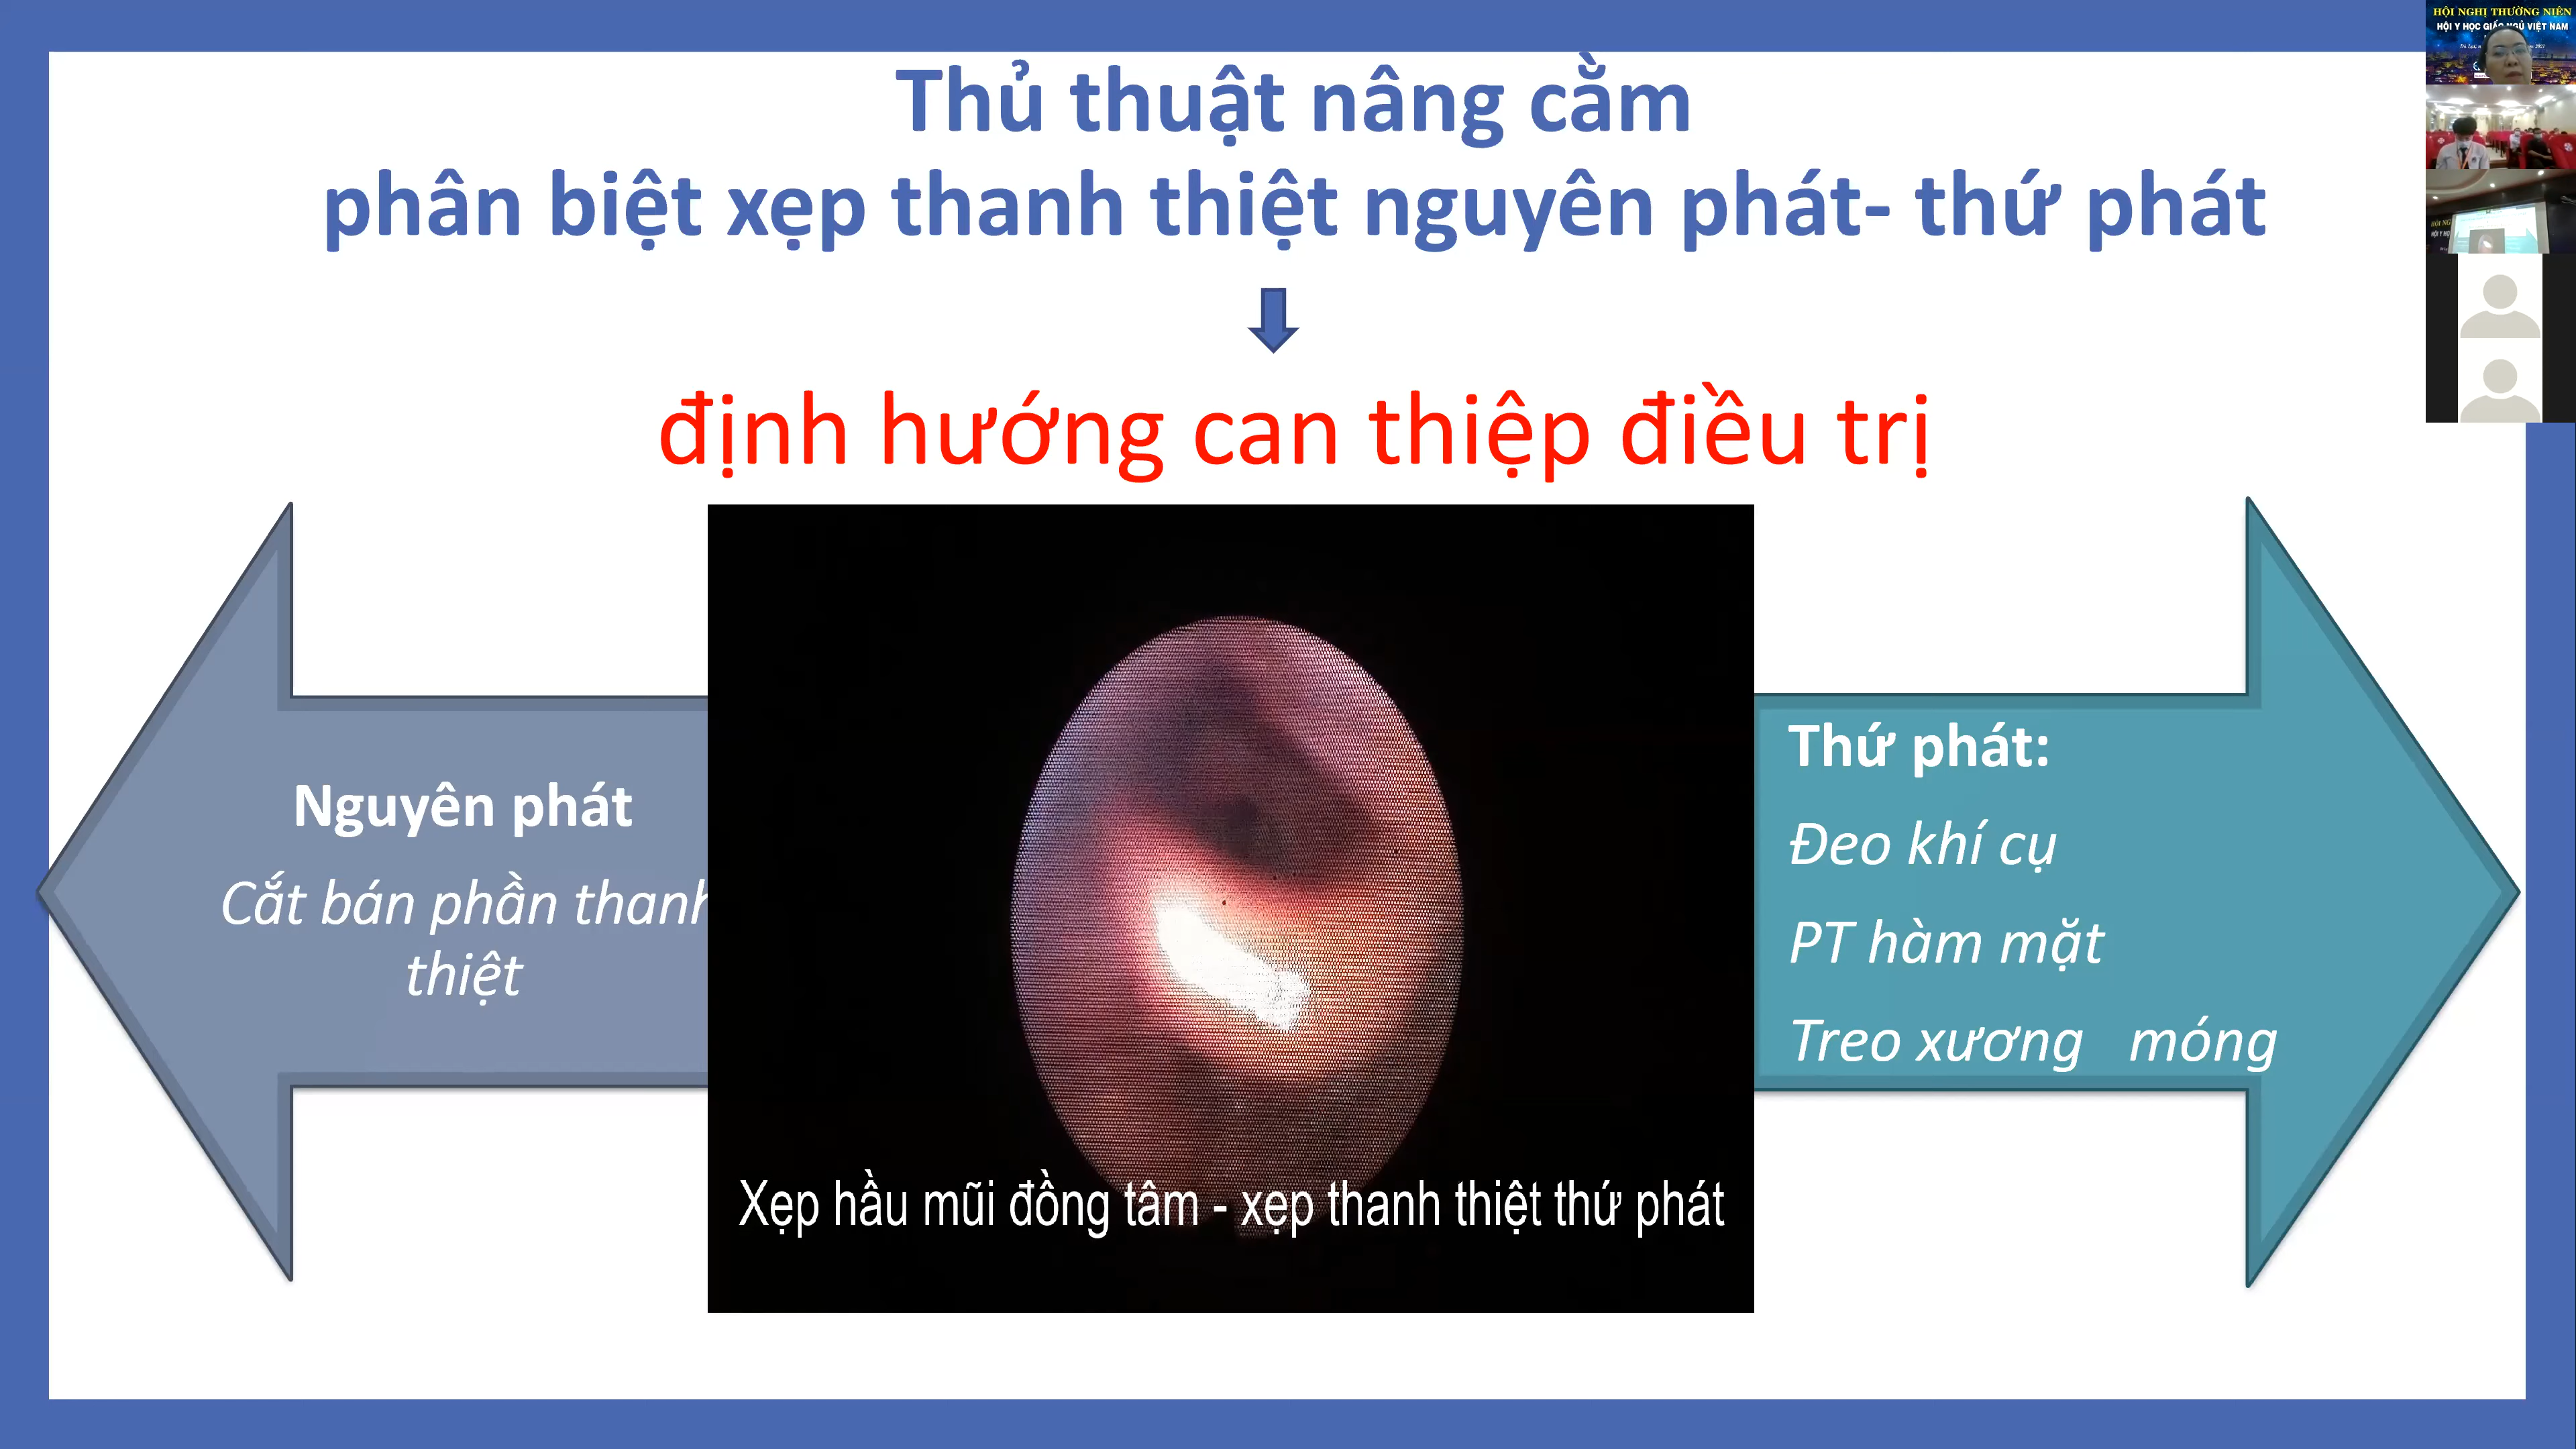 HỘI NGHỊ THƯỜNG NIÊN
Thủ thuật nâng cằm
phân biệt xẹp thanh thiệt nguyên phát- thứ phát
định hướng can thiệp điều trị
Nguyên phát
Cắt bán phần thanh
thiệt
Thứ phát:
Đeo khí cụ
PT hàm mặt
Treo xương móng
Xẹp hầu mũi đồng tâm - xẹp thanh thiệt thứ phát